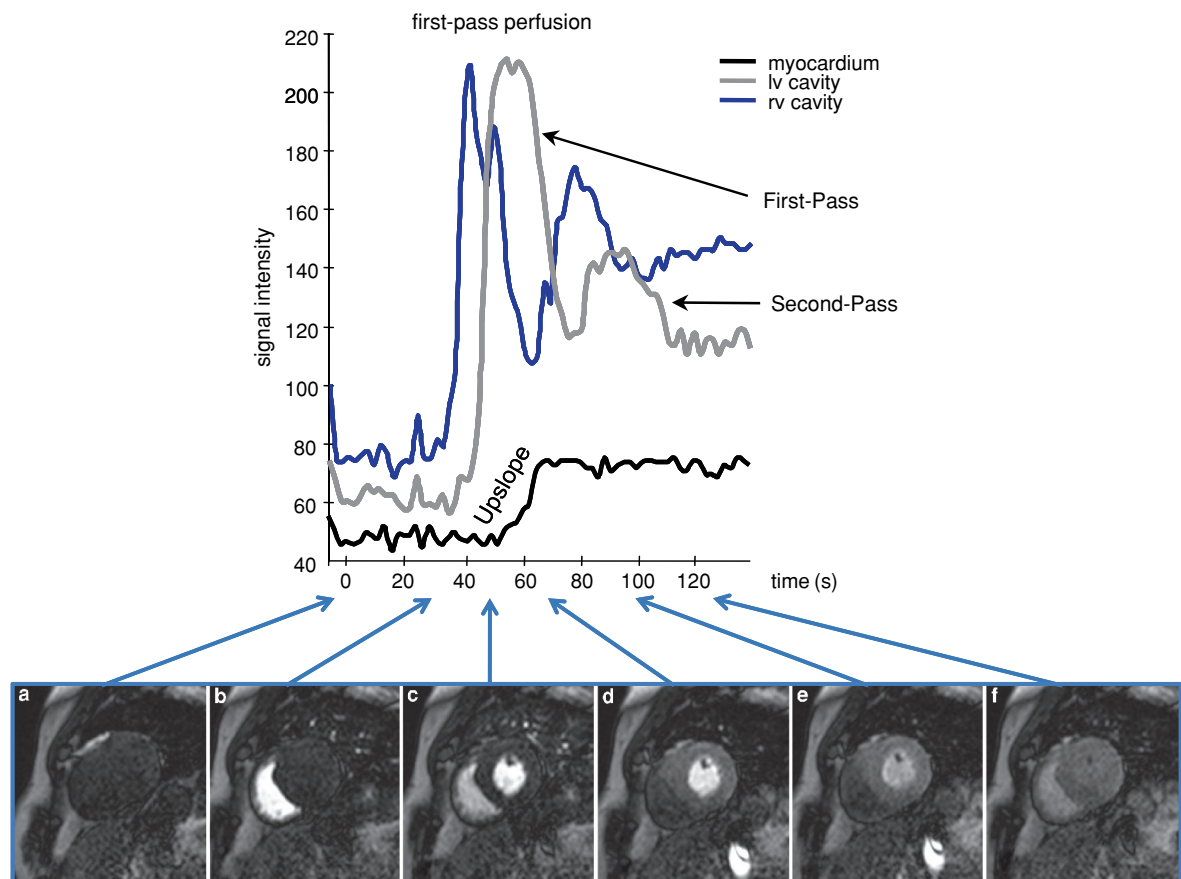 first-pass perfusion
220
200
180
160
140
120
100
80
60
40
signal intensity
myocardium
lv cavity
rv cavity
First-Pass
Second-Pass
Upslope
0 20 40 60 80 100 120 time (s)
a b c d e f